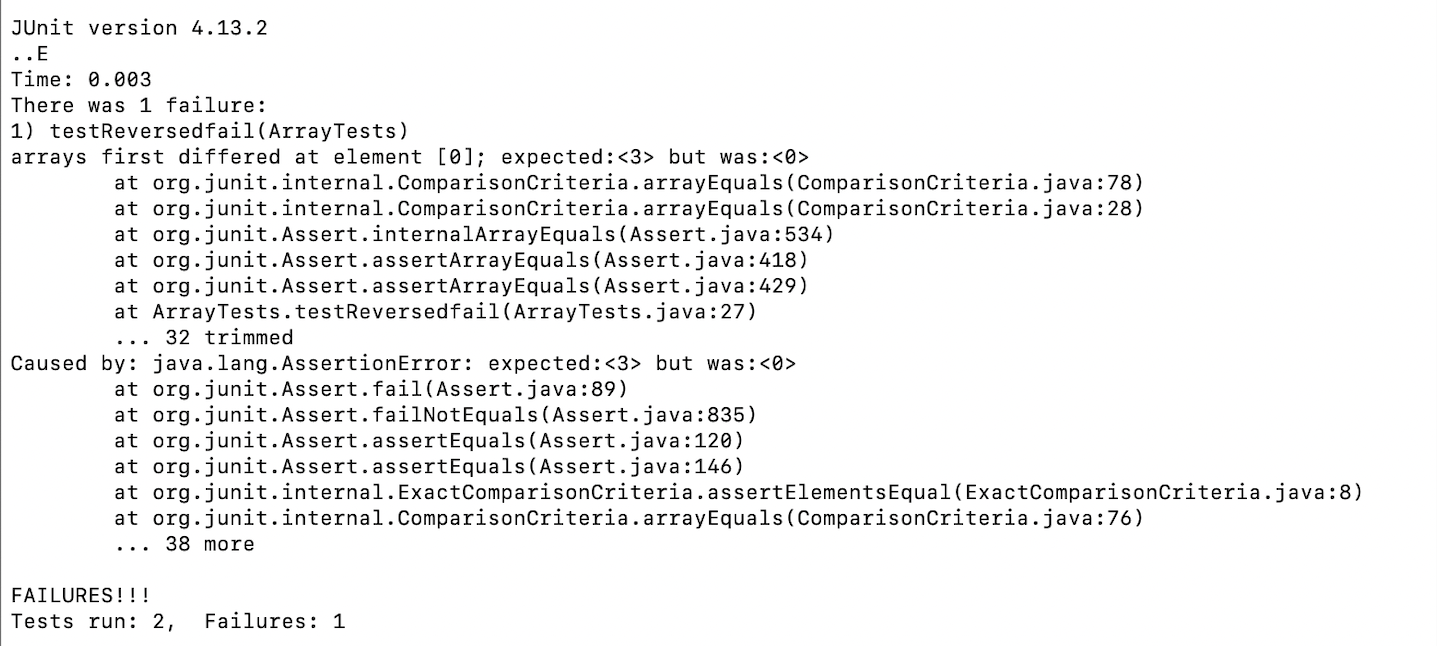 JUnit version 4.13.2
..E
Time: 0.003
There was 1 failure:
1) testReversedfail(ArrayTests)
arrays first differed at element [0]; expected:<3> but was:<0>
        at org.junit.internal.ComparisonCriteria.arrayEquals(ComparisonCriteria.java:78)
        at org.junit.internal.ComparisonCriteria.arrayEquals(ComparisonCriteria.java:28)
        at org.junit.Assert.internalArrayEquals(Assert.java:534)
        at org.junit.Assert.assertArrayEquals(Assert.java:418)
        at org.junit.Assert.assertArrayEquals(Assert.java:429)
        at ArrayTests.testReversedfail(ArrayTests.java:27)
        ... 32 trimmed
Caused by: java.lang.AssertionError: expected:<3> but was:<0>
        at org.junit.Assert.fail(Assert.java:89)
        at org.junit.Assert.failNotEquals(Assert.java:835)
        at org.junit.Assert.assertEquals(Assert.java:120)
        at org.junit.Assert.assertEquals(Assert.java:146)
        at org.junit.internal.ExactComparisonCriteria.assertElementsEqual(ExactComparisonCriteria.java:8)
        at org.junit.internal.ComparisonCriteria.arrayEquals(ComparisonCriteria.java:76)
        ... 38 more

FAILURES!!!
Tests run: 2,  Failures: 1